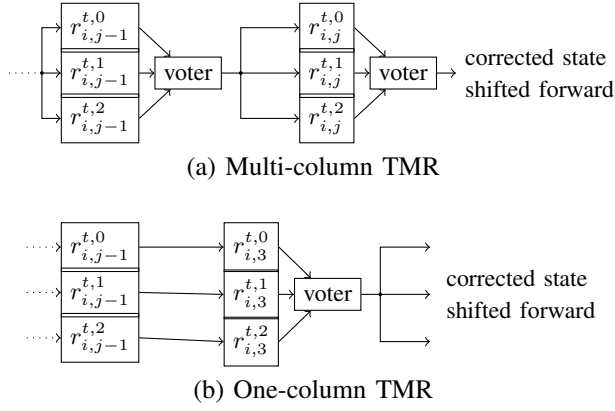 r_{i,j−1}^{t,0} r_{i,j}^{t,0}
r_{i,j−1}^{t,1} voter r_{i,j}^{t,1} voter corrected state
r_{i,j−1}^{t,2} r_{i,j}^{t,2} shifted forward
(a) Multi-column TMR
r_{i,j−1}^{t,0} r_{i,3}^{t,0}
r_{i,j−1}^{t,1} r_{i,3}^{t,1} voter corrected state
r_{i,j−1}^{t,2} r_{i,3}^{t,2} shifted forward
(b) One-column TMR